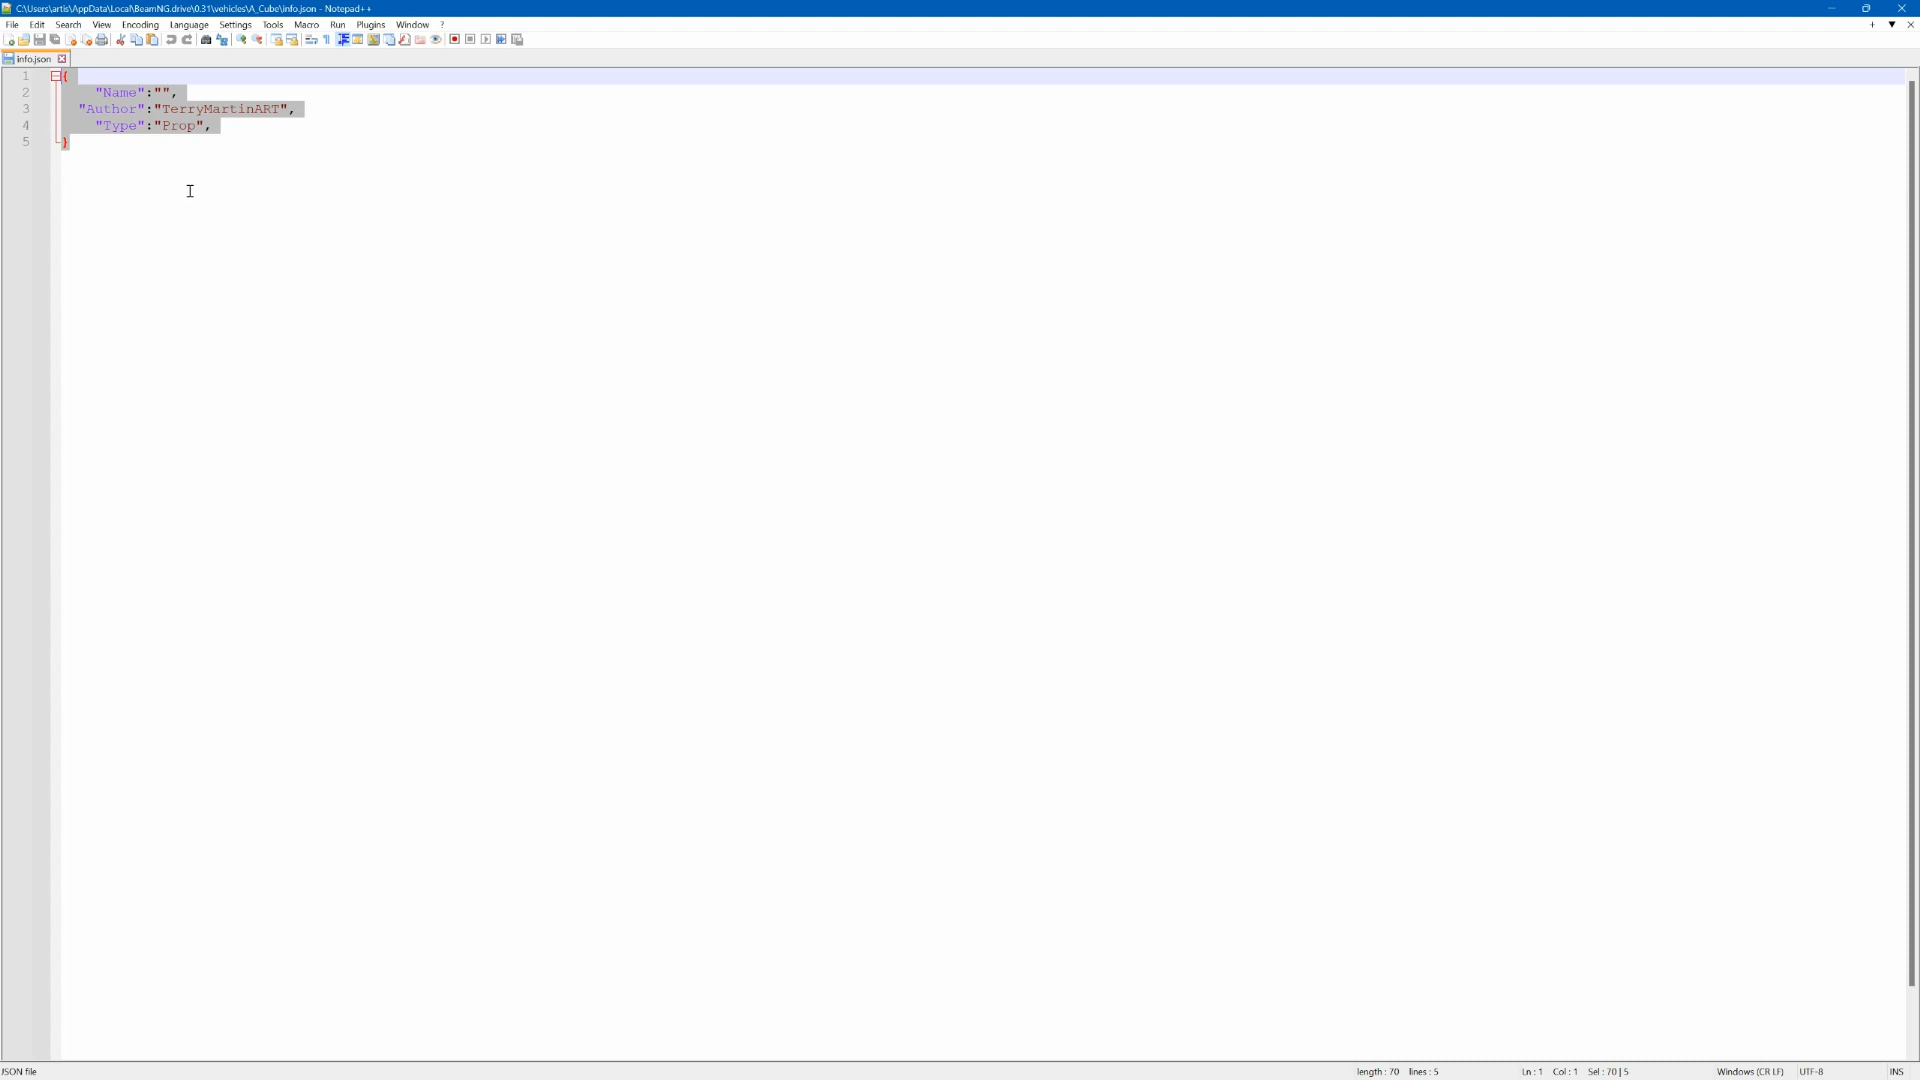 C:\Users\artis\AppData\Local\BeamNG.drive\0.31\vehicles\A_Cube\info.json - Notepad++
File Edit Search View Encoding Language Settings Tools Macro Run Plugins Window ?
info.json
1 {
2 "Name":"",
3 "Author":"TerryMartinART",
4 "Type":"Prop",
5 }
JSON file length : 70 lines : 5 Ln : 1 Col : 1 Sel : 70 | 5 Windows (CR LF) UTF-8 INS